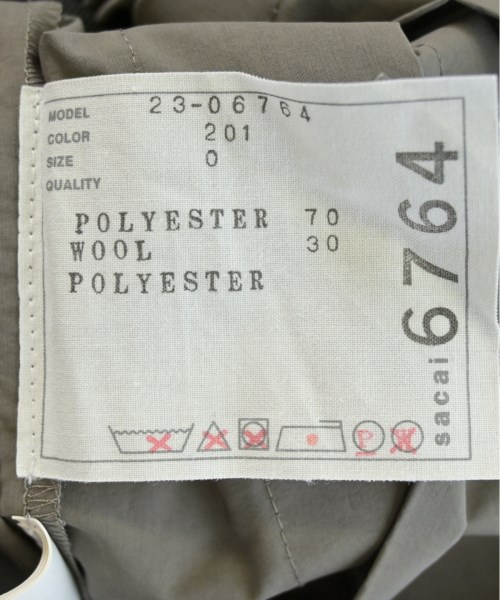 MODEL 23-06764
COLOR 201
SIZE 0
QUALITY
POLYESTER 70
WOOL 30
POLYESTER
sacai 6764
P
W